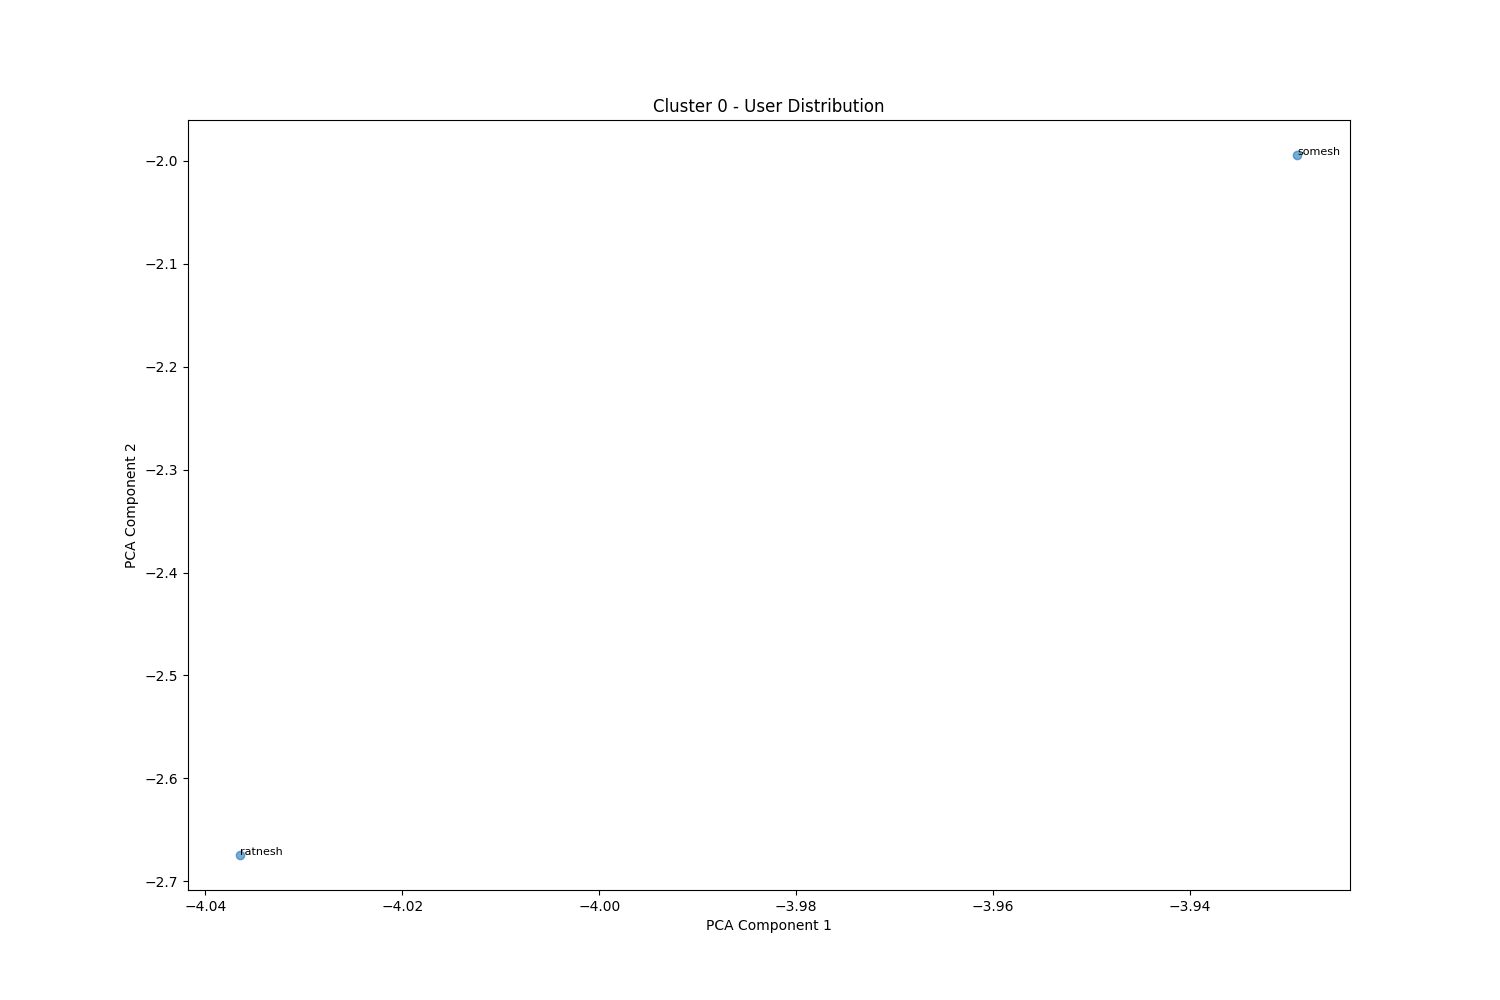 Cluster 0 - User Distribution
somesh
−2.0
−2.1
−2.2
−2.3
−2.4
−2.5
−2.6
−2.7
PCA Component 2
ratnesh
−4.04 −4.02 −4.00 −3.98 −3.96 −3.94
PCA Component 1